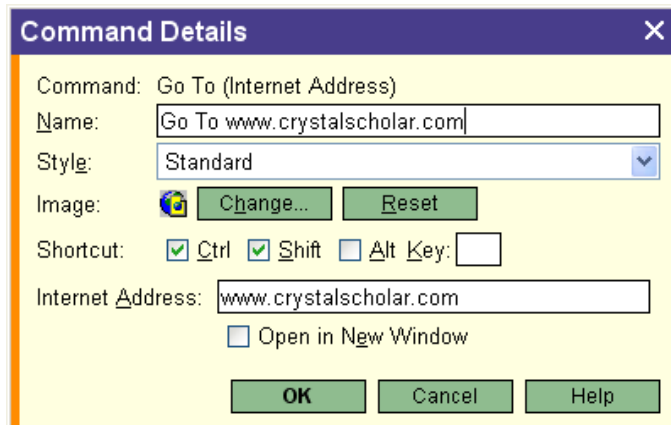 Command Details
Command: Go To (Internet Address)
Name: Go To www.crystalscholar.com
Style: Standard
Image: Change... Reset
Shortcut: Ctrl Shift Alt Key:
Internet Address: www.crystalscholar.com
Open in New Window
OK Cancel Help